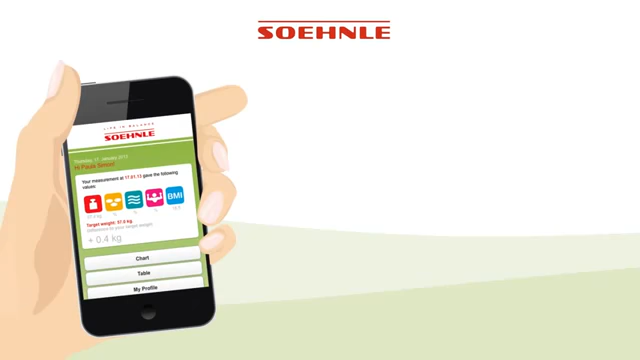 SOEHNLE
LIFE IN BALANCE
SOEHNLE
Thursday, 17. January 2013
Hi Paula Simon!
Your measurement at 17.01.13 gave the following
values:
BMI
Target weight: 57.0 kg
Difference to your target weight:
+ 0.4 kg
Chart
Table
My Profile